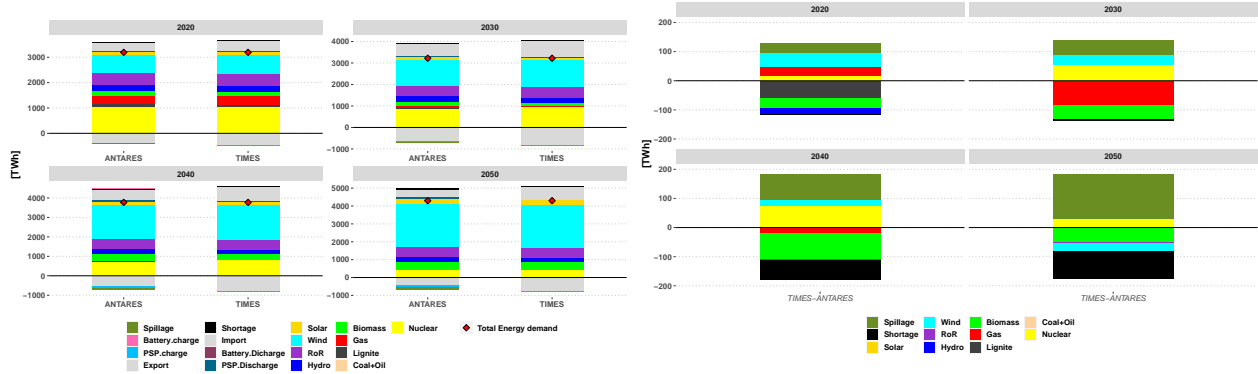 [TWh]
2020
3000
2000
1000
0
ANTARES
TIMES
2030
4000
3000
2000
1000
0
−1000
ANTARES
TIMES
2040
4000
3000
2000
1000
0
−1000
ANTARES
TIMES
2050
5000
4000
3000
2000
1000
0
−1000
ANTARES
TIMES
Spillage
Battery.charge
PSP.charge
Export
Shortage
Import
Battery.Dicharge
PSP.Discharge
Solar
Wind
RoR
Hydro
Biomass
Gas
Lignite
Coal+Oil
Nuclear
Total Energy demand
[TWh]
2020
200
100
0
−100
−200
2030
2040
200
100
0
−100
−200
TIMES−ANTARES
2050
TIMES−ANTARES
Spillage
Shortage
Solar
Wind
RoR
Hydro
Biomass
Gas
Lignite
Coal+Oil
Nuclear